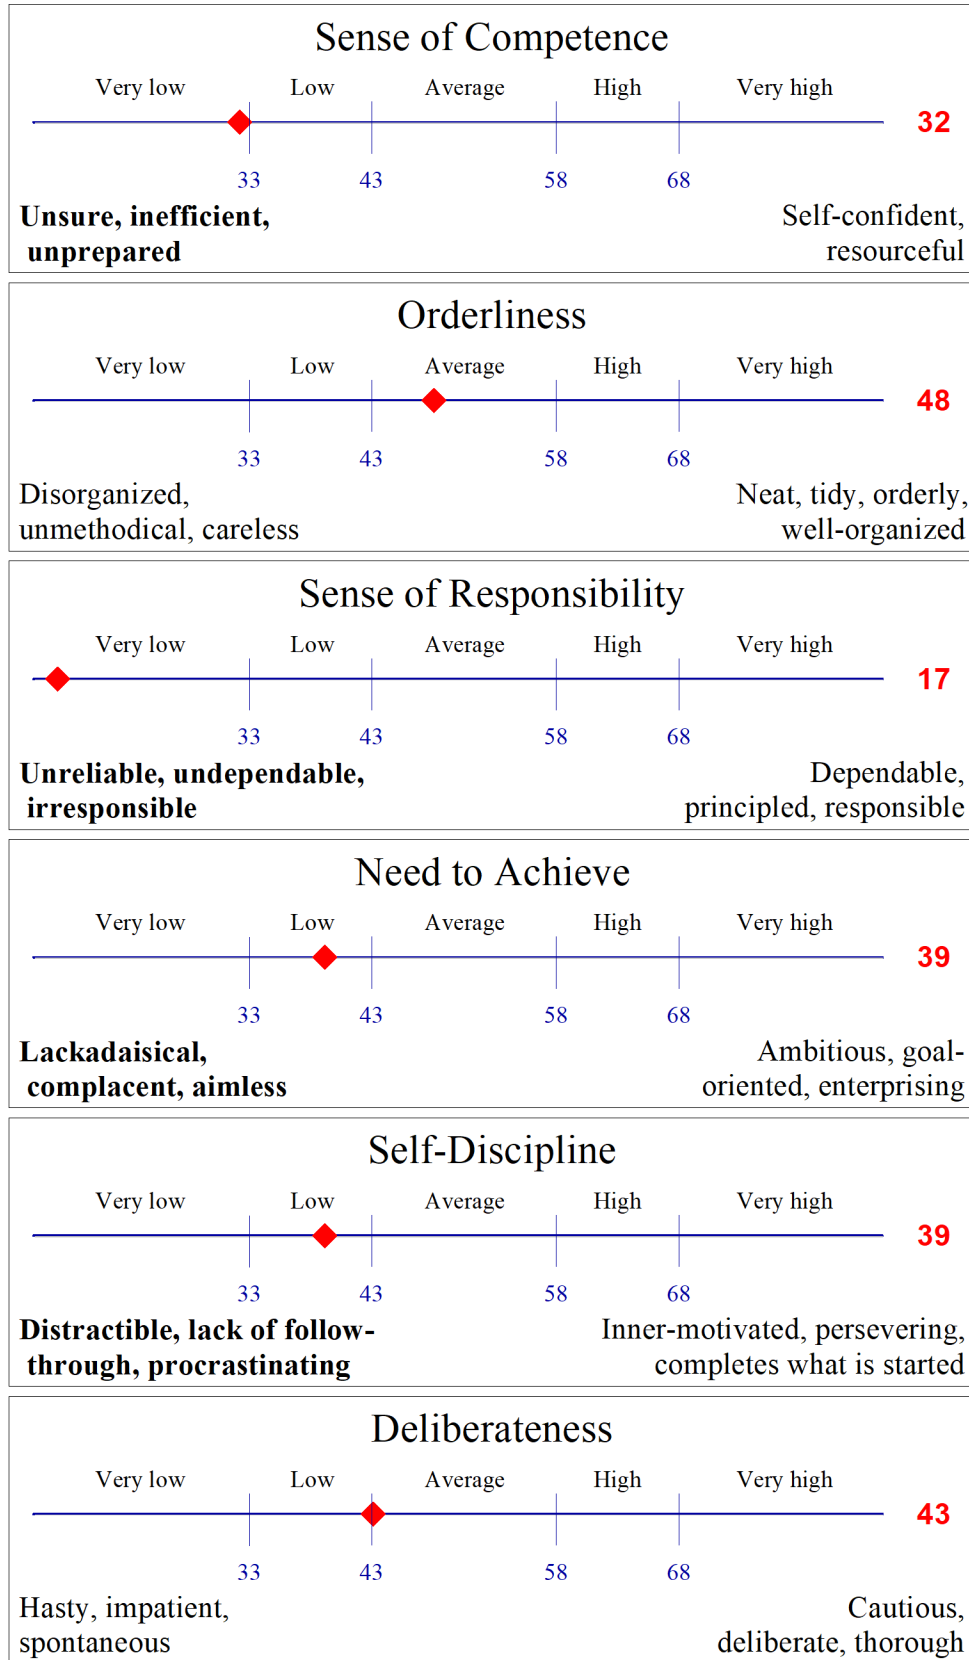 Sense of Competence
Very low Low Average High Very high
32
33 43 58 68
Unsure, inefficient, Self-confident,
unprepared resourceful
Orderliness
Very low Low Average High Very high
48
33 43 58 68
Disorganized, Neat, tidy, orderly,
unmethodical, careless well-organized
Sense of Responsibility
Very low Low Average High Very high
17
33 43 58 68
Unreliable, undependable, Dependable,
irresponsible principled, responsible
Need to Achieve
Very low Low Average High Very high
39
33 43 58 68
Lackadaisical, Ambitious, goal-
complacent, aimless oriented, enterprising
Self-Discipline
Very low Low Average High Very high
39
33 43 58 68
Distractible, lack of follow- Inner-motivated, persevering,
through, procrastinating completes what is started
Deliberateness
Very low Low Average High Very high
43
33 43 58 68
Hasty, impatient, Cautious,
spontaneous deliberate, thorough